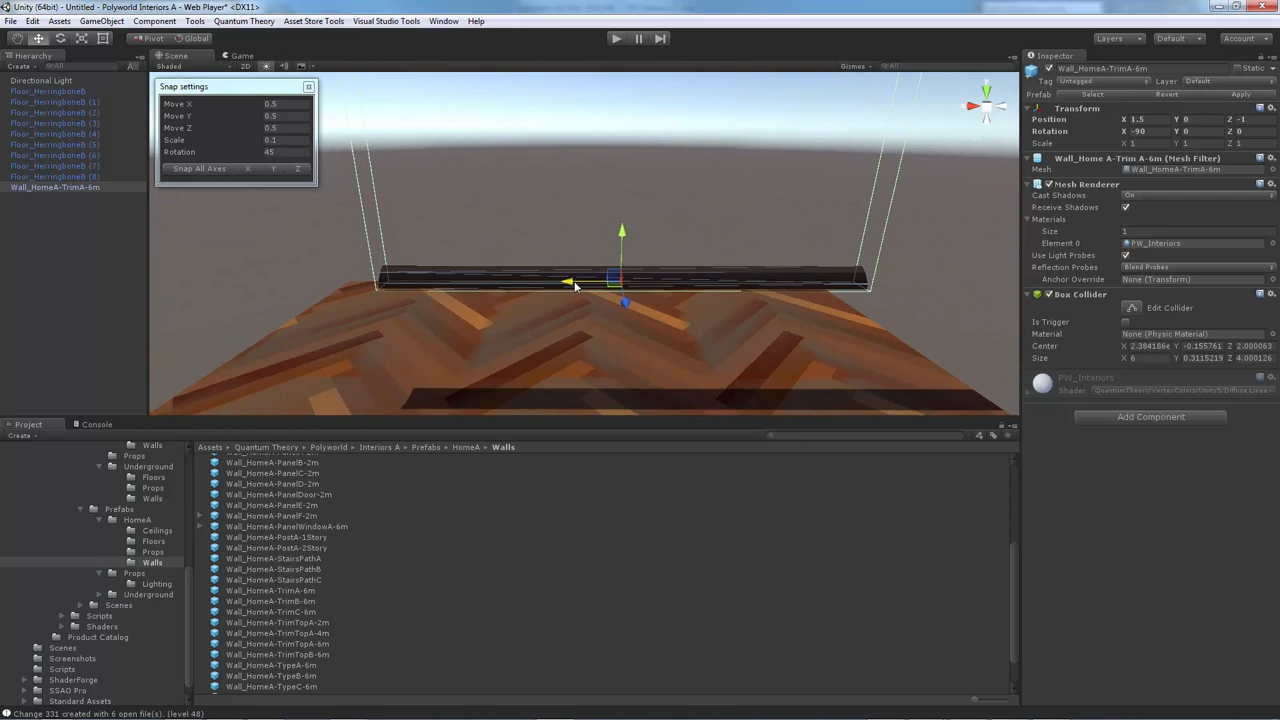 Unity (64bit) - Untitled - Polyworld Interiors A - Web Player* <DX11>
File Edit Assets GameObject Component Tools Quantum Theory Asset Store Tools Visual Studio Tools Window Help
Pivot Global Layers Default Account
Hierarchy Scene Game Inspector
Create All Shaded 2D Gizmos All
Wall_HomeA-TrimA-6m Static
Tag Untagged Layer Default
Prefab Select Revert Apply
Directional Light
Floor_HerringboneB
Floor_HerringboneB (1)
Floor_HerringboneB (2)
Floor_HerringboneB (3)
Floor_HerringboneB (4)
Floor_HerringboneB (5)
Floor_HerringboneB (6)
Floor_HerringboneB (7)
Floor_HerringboneB (8)
Wall_HomeA-TrimA-6m
Snap settings
Move X 0.5
Move Y 0.5
Move Z 0.5
Scale 0.1
Rotation 45
Snap All Axes X Y Z
Transform
Position X 1.5 Y 0 Z -1
Rotation X -90 Y 0 Z 0
Scale X 1 Y 1 Z 1
Wall_Home A-Trim A-6m (Mesh Filter)
Mesh Wall_HomeA-TrimA-6m
Mesh Renderer
Cast Shadows On
Receive Shadows
Materials
Size 1
Element 0 PW_Interiors
Use Light Probes
Reflection Probes Blend Probes
Anchor Override None (Transform)
Box Collider
Edit Collider
Is Trigger
Material None (Physic Material)
Center X 2.384186e Y -0.155761 Z 2.000063
Size X 6 Y 0.3115219 Z 4.000126
PW_Interiors
Shader QuantumTheory/VertexColors/Unity5/Diffuse Lines
Add Component
Project Console
Create
Walls
Props
Underground
Floors
Props
Walls
Prefabs
HomeA
Ceilings
Floors
Props
Walls
Props
Lighting
Underground
Scenes
Scripts
Shaders
Product Catalog
Scenes
Screenshots
Scripts
ShaderForge
SSAO Pro
Standard Assets
Assets Quantum Theory Polyworld Interiors A Prefabs HomeA Walls
Wall_HomeA-PanelB-2m
Wall_HomeA-PanelC-2m
Wall_HomeA-PanelD-2m
Wall_HomeA-PanelDoor-2m
Wall_HomeA-PanelE-2m
Wall_HomeA-PanelF-2m
Wall_HomeA-PanelWindowA-6m
Wall_HomeA-PostA-1Story
Wall_HomeA-PostA-2Story
Wall_HomeA-StairsPathA
Wall_HomeA-StairsPathB
Wall_HomeA-StairsPathC
Wall_HomeA-TrimA-6m
Wall_HomeA-TrimB-6m
Wall_HomeA-TrimC-6m
Wall_HomeA-TrimTopA-2m
Wall_HomeA-TrimTopA-4m
Wall_HomeA-TrimTopA-6m
Wall_HomeA-TrimTopB-6m
Wall_HomeA-TypeA-6m
Wall_HomeA-TypeB-6m
Wall_HomeA-TypeC-6m
Change 331 created with 6 open file(s). (level 48)